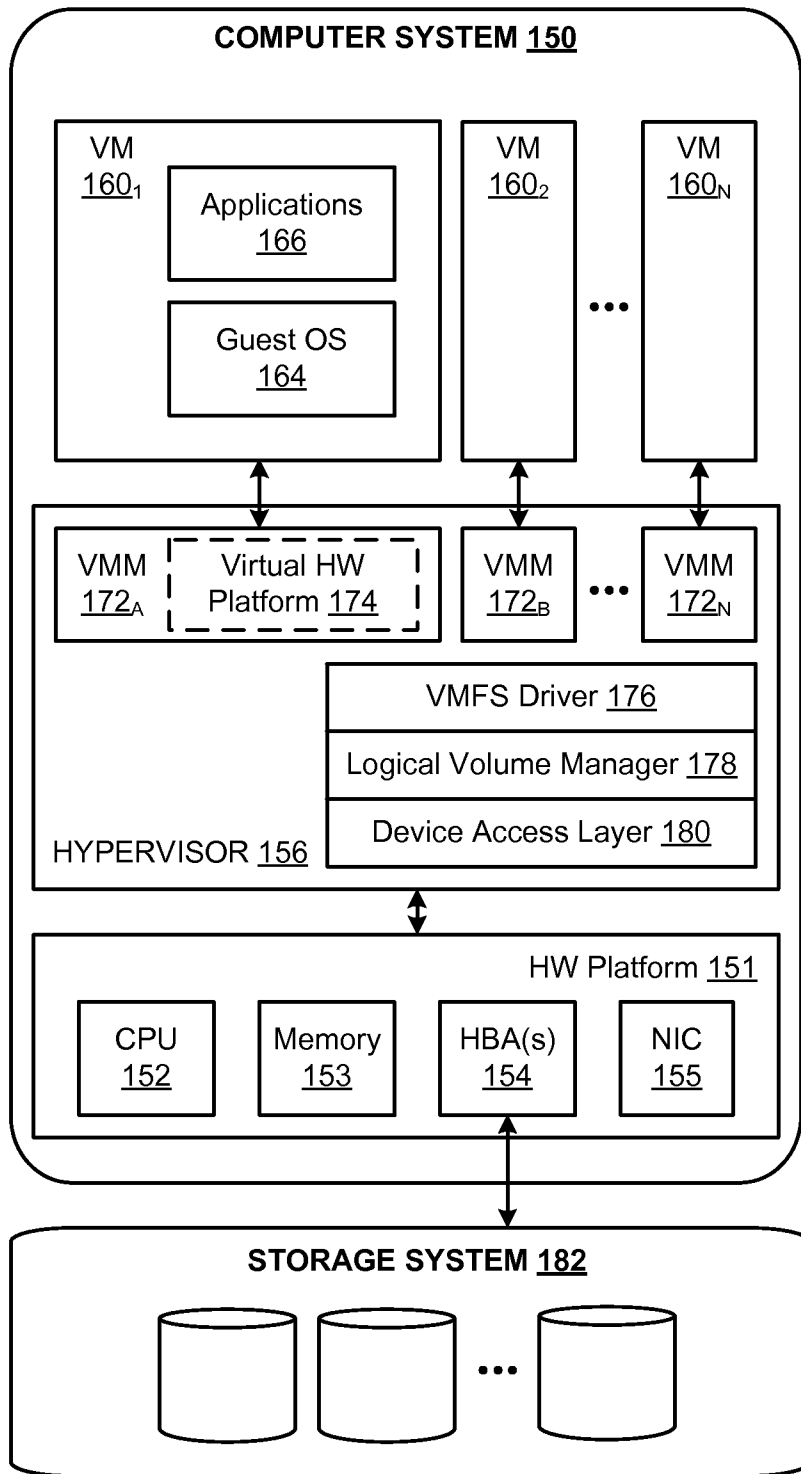 COMPUTER SYSTEM 150
VM
160₁
Applications
166
Guest OS
164
VM
160₂
...
VM
160N
VMM
172A
Virtual HW
Platform 174
VMM
172B
...
VMM
172N
VMFS Driver 176
Logical Volume Manager 178
Device Access Layer 180
HYPERVISOR 156
HW Platform 151
CPU
152
Memory
153
HBA(s)
154
NIC
155
STORAGE SYSTEM 182
...